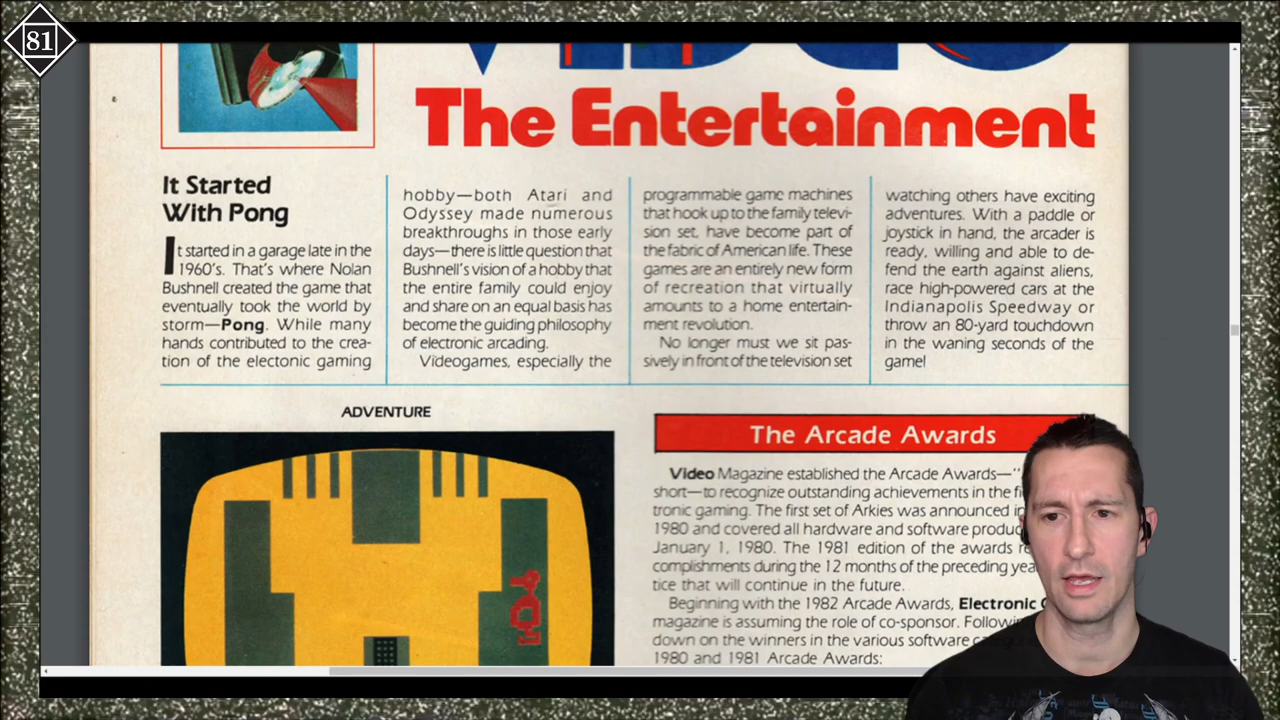 81
VIDEO
The Entertainment
It Started
With Pong
It started in a garage late in the
1960's. That's where Nolan
Bushnell created the game that
eventually took the world by
storm—Pong. While many
hands contributed to the crea-
tion of the electonic gaming
hobby—both Atari and
Odyssey made numerous
breakthroughs in those early
days—there is little question that
Bushnell's vision of a hobby that
the entire family could enjoy
and share on an equal basis has
become the guiding philosophy
of electronic arcading.
Videogames, especially the
programmable game machines
that hook up to the family televi-
sion set, have become part of
the fabric of American life. These
games are an entirely new form
of recreation that virtually
amounts to a home entertain-
ment revolution.
No longer must we sit pas-
sively in front of the television set
watching others have exciting
adventures. With a paddle or
joystick in hand, the arcader is
ready, willing and able to de-
fend the earth against aliens,
race high-powered cars at the
Indianapolis Speedway or
throw an 80-yard touchdown
in the waning seconds of the
game!
ADVENTURE
The Arcade Awards
Video Magazine established the Arcade Awards—"
short—to recognize outstanding achievements in the
tronic gaming. The first set of Arkies was announced in
1980 and covered all hardware and software
January 1, 1980. The 1981 edition of the awards
complishments during the 12 months of the preceding
tice that will continue in the future.
Beginning with the 1982 Arcade Awards, Electronic
magazine is assuming the role of co-sponsor.
down on the winners in the various software
1980 and 1981 Arcade Awards: